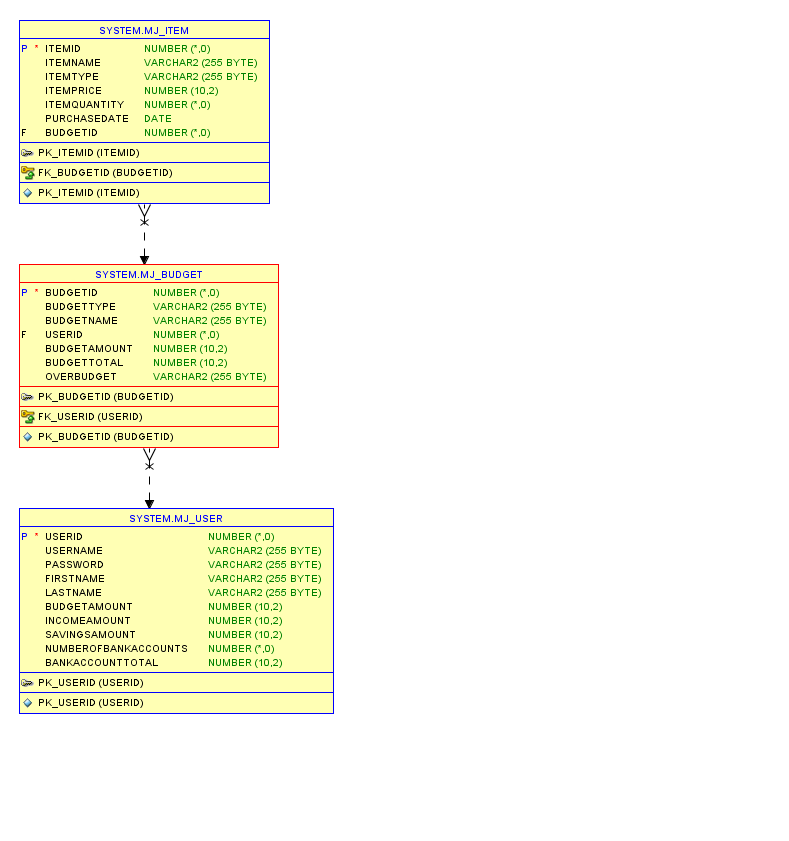 SYSTEM.MJ_ITEM
P * ITEMID NUMBER (*,0)
ITEMNAME VARCHAR2 (255 BYTE)
ITEMTYPE VARCHAR2 (255 BYTE)
ITEMPRICE NUMBER (10,2)
ITEMQUANTITY NUMBER (*,0)
PURCHASEDATE DATE
F BUDGETID NUMBER (*,0)
PK_ITEMID (ITEMID)
FK_BUDGETID (BUDGETID)
PK_ITEMID (ITEMID)
SYSTEM.MJ_BUDGET
P * BUDGETID NUMBER (*,0)
BUDGETTYPE VARCHAR2 (255 BYTE)
BUDGETNAME VARCHAR2 (255 BYTE)
F USERID NUMBER (*,0)
BUDGETAMOUNT NUMBER (10,2)
BUDGETTOTAL NUMBER (10,2)
OVERBUDGET VARCHAR2 (255 BYTE)
PK_BUDGETID (BUDGETID)
FK_USERID (USERID)
PK_BUDGETID (BUDGETID)
SYSTEM.MJ_USER
P * USERID NUMBER (*,0)
USERNAME VARCHAR2 (255 BYTE)
PASSWORD VARCHAR2 (255 BYTE)
FIRSTNAME VARCHAR2 (255 BYTE)
LASTNAME VARCHAR2 (255 BYTE)
BUDGETAMOUNT NUMBER (10,2)
INCOMEAMOUNT NUMBER (10,2)
SAVINGSAMOUNT NUMBER (10,2)
NUMBEROFBANKACCOUNTS NUMBER (*,0)
BANKACCOUNTTOTAL NUMBER (10,2)
PK_USERID (USERID)
PK_USERID (USERID)